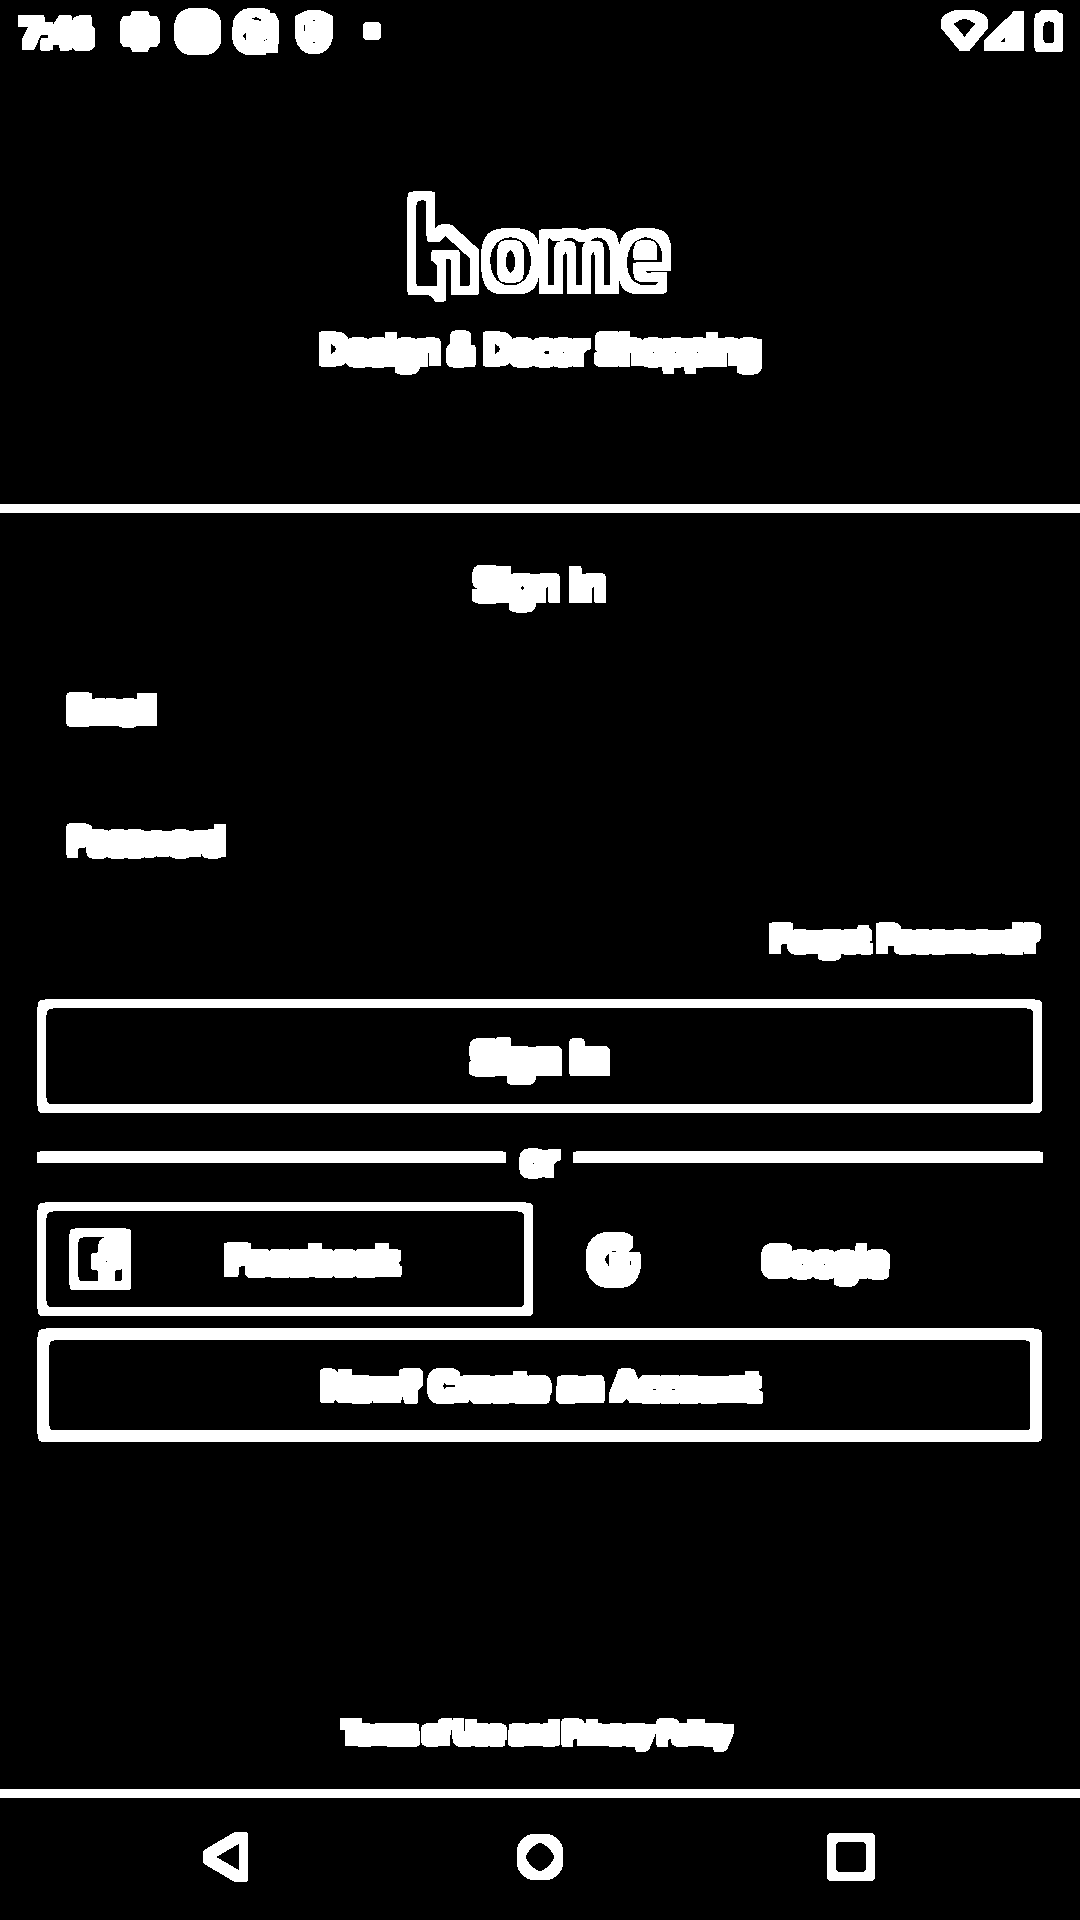 7:46
home
Design & Decor Shopping
Sign In
Email
Password
Forgot Password?
Sign In
or
Facebook
Google
New? Create an Account
Terms of Use and Privacy Policy